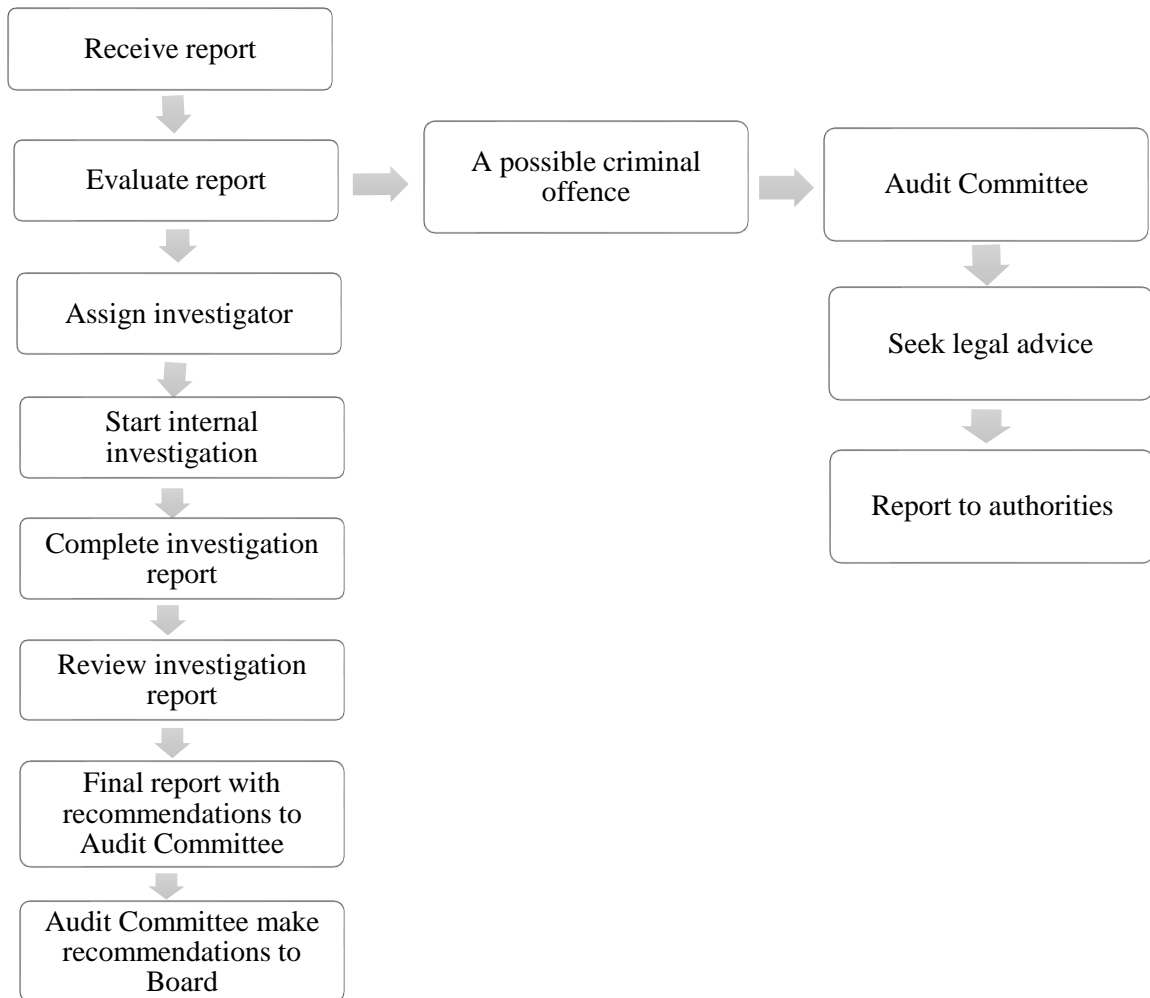 Receive report
Evaluate report
A possible criminal
offence
Audit Committee
Assign investigator
Seek legal advice
Start internal
investigation
Report to authorities
Complete investigation
report
Review investigation
report
Final report with
recommendations to
Audit Committee
Audit Committee make
recommendations to
Board